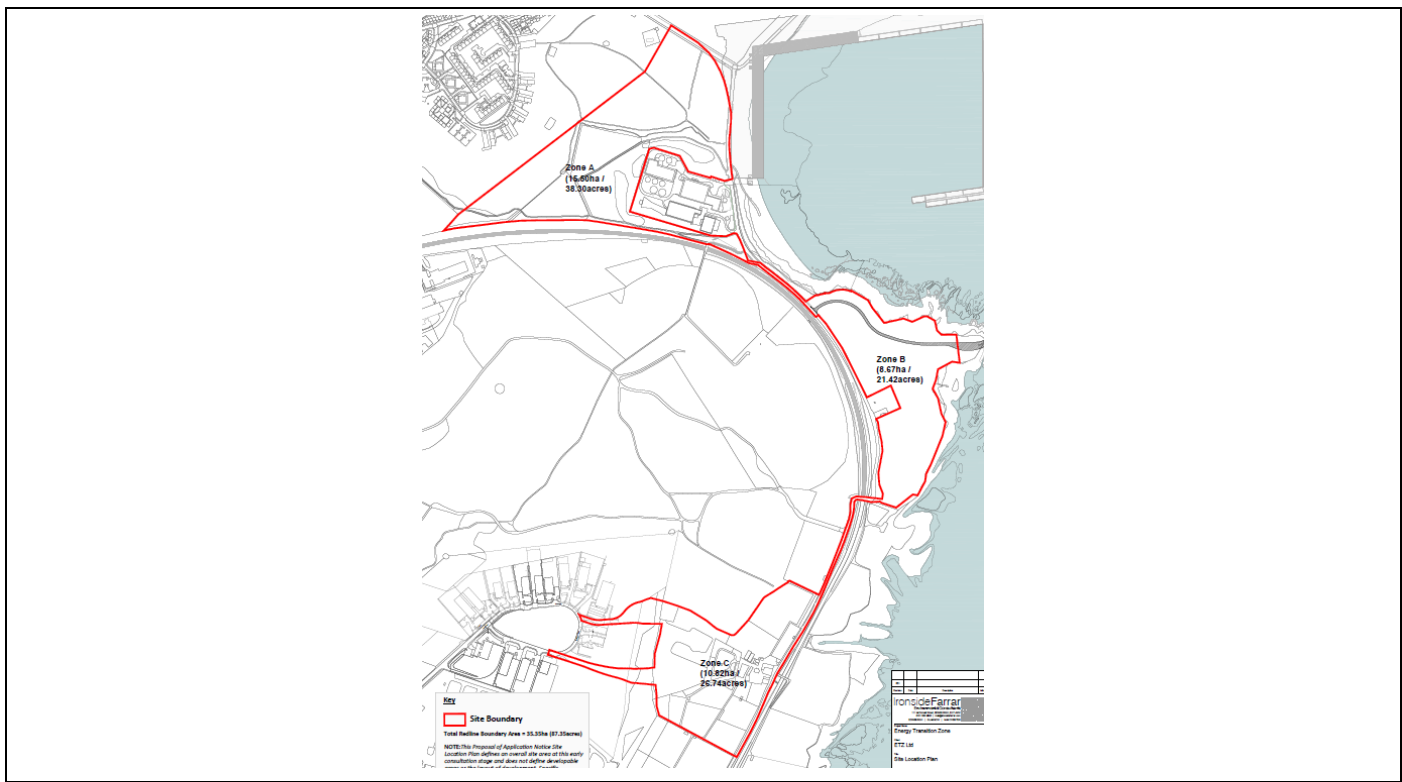 Zone A
(15.50ha /
38.30acres)
Zone B
(8.67ha /
21.42acres)
Zone C
(10.82ha /
26.74acres)
Key
Site Boundary
Total Redline Boundary Area = 35.35ha (87.35acres)
NOTE:This Proposal of Application Notice Site
Location Plan defines an overall site area at this early
consultation stage and does not define developable
IronsideFarrar
Energy Transition Zone
ETZ Ltd
Site Location Plan